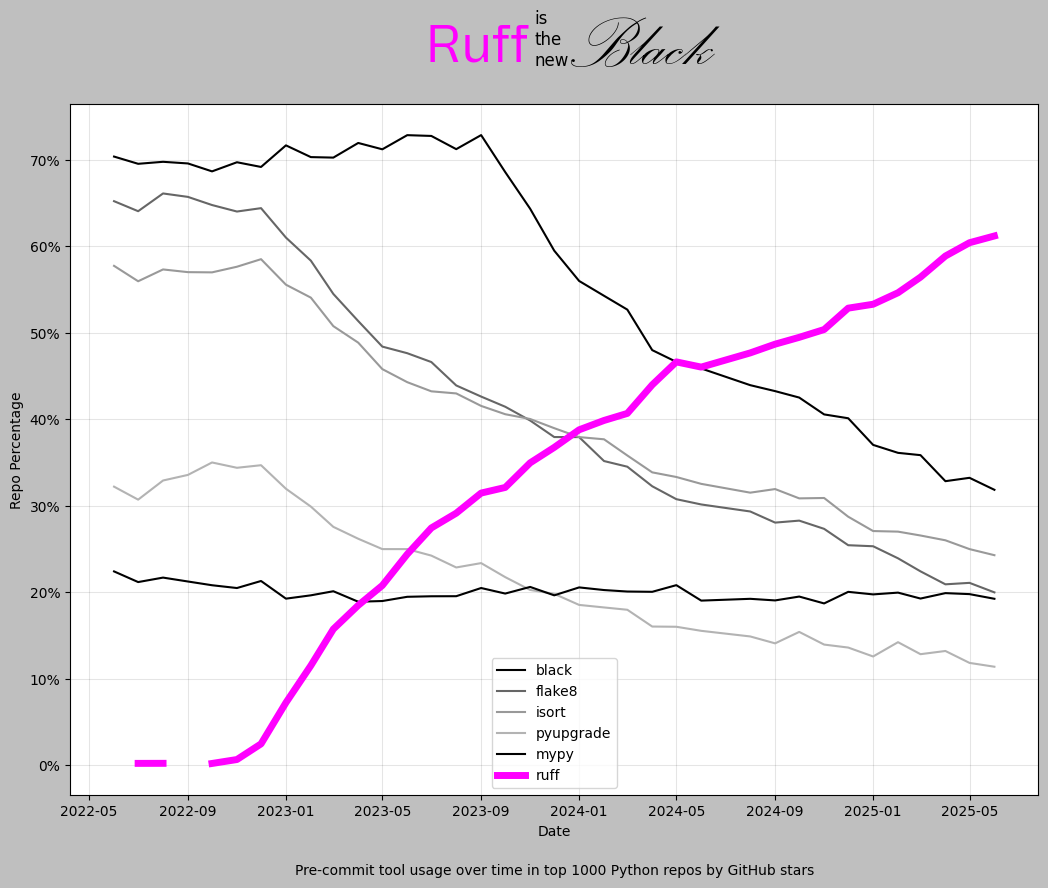 Ruff is the new Black
70%
60%
50%
40%
30%
20%
10%
0%
Repo Percentage
black
flake8
isort
pyupgrade
mypy
ruff
2022-05 2022-09 2023-01 2023-05 2023-09 2024-01 2024-05 2024-09 2025-01 2025-05
Date
Pre-commit tool usage over time in top 1000 Python repos by GitHub stars